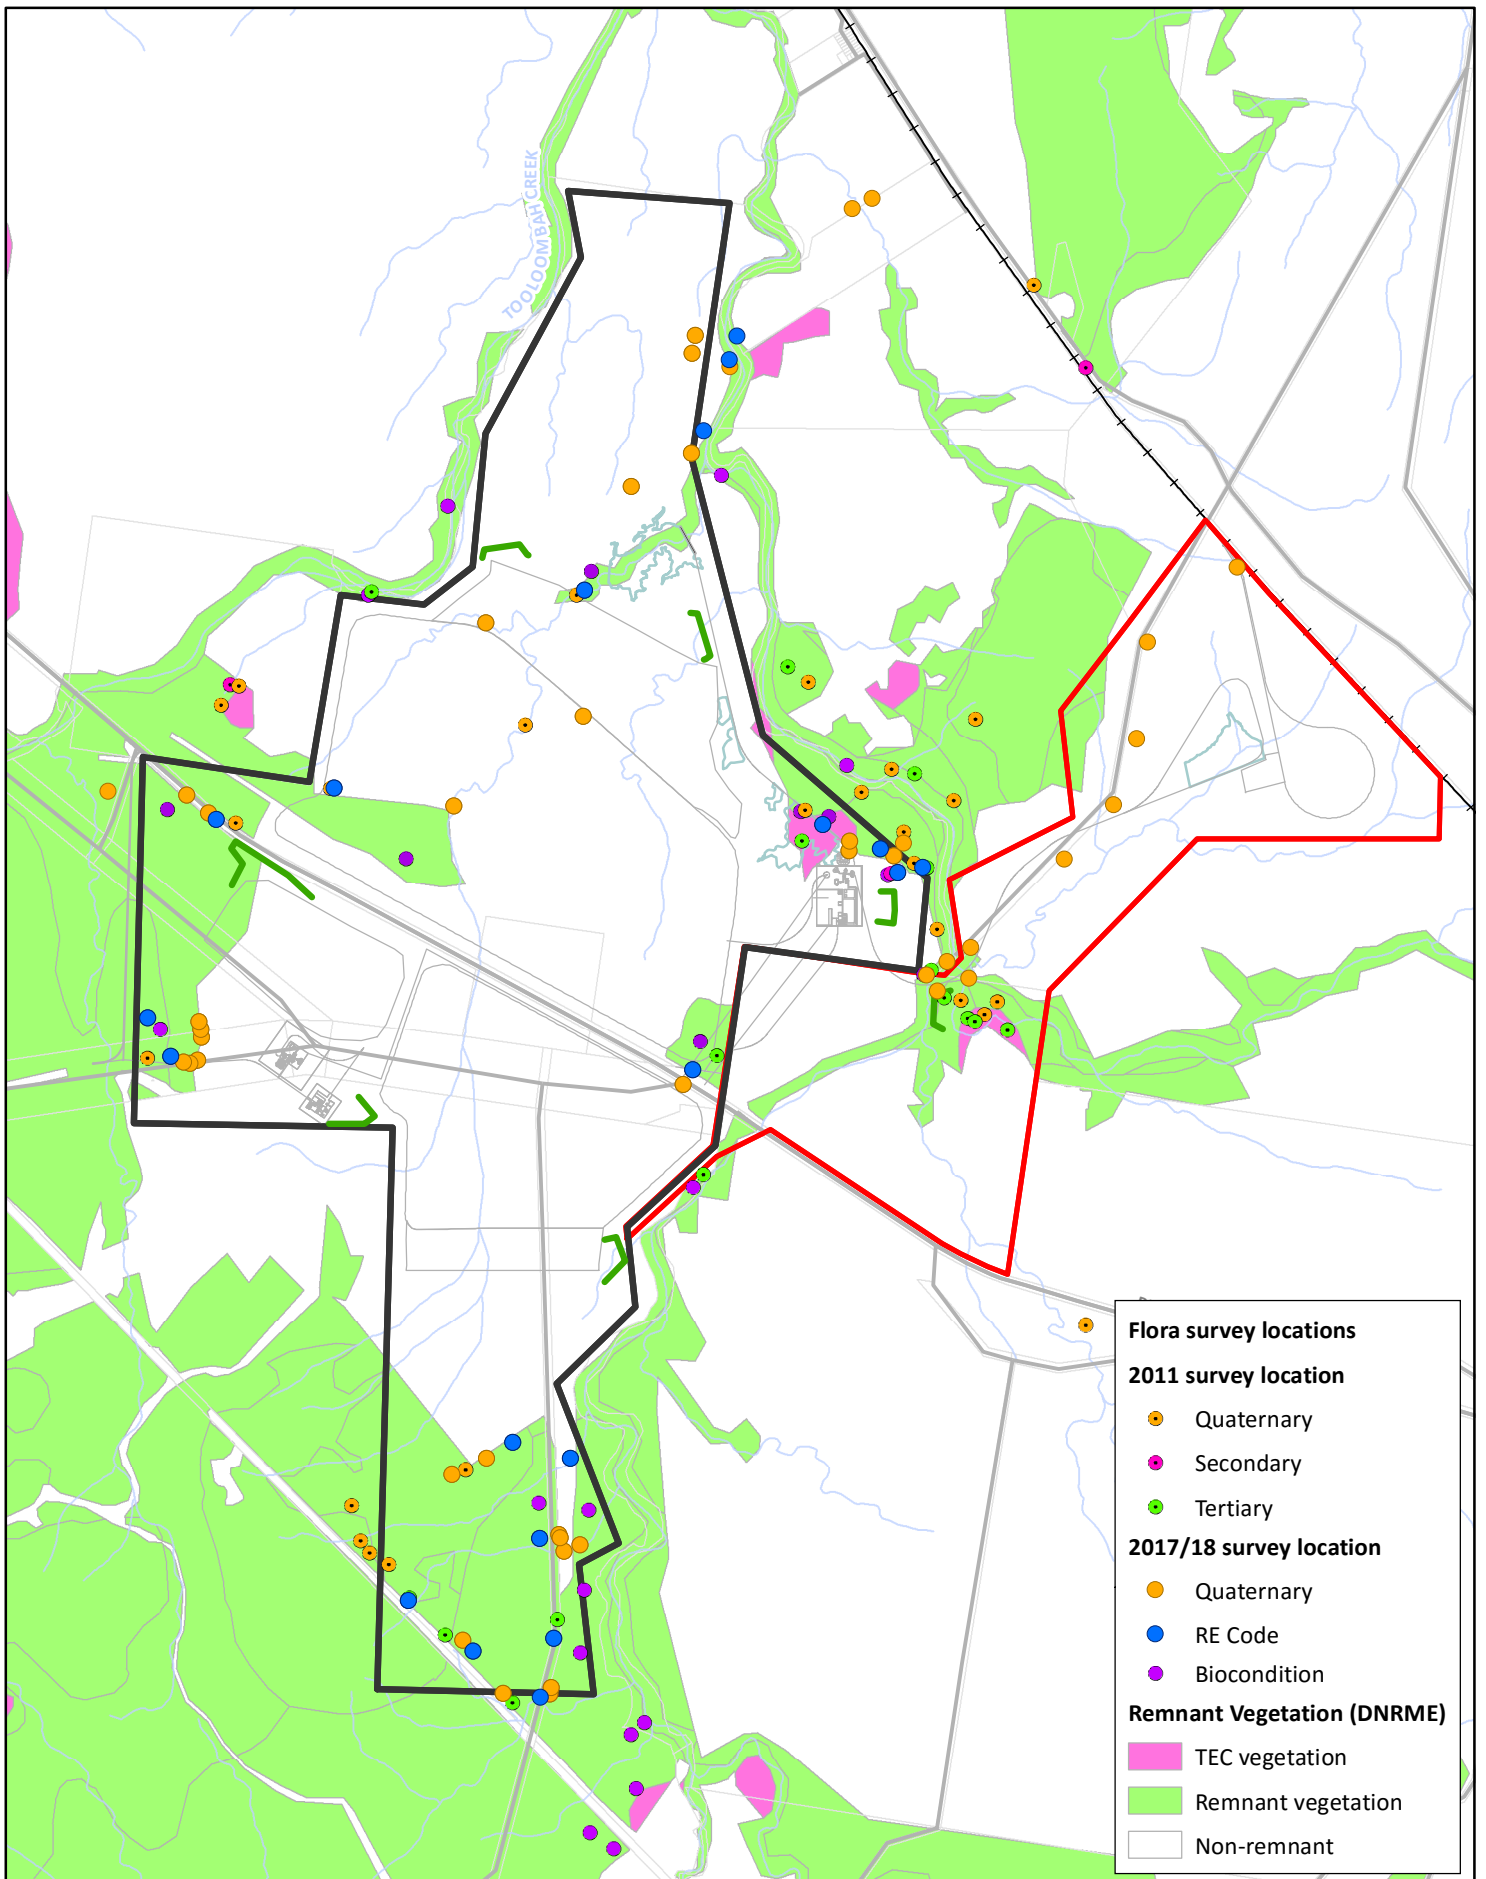 TOOLOOMBAH CREEK
Flora survey locations
2011 survey location
Quaternary
Secondary
Tertiary
2017/18 survey location
Quaternary
RE Code
Biocondition
Remnant Vegetation (DNRME)
TEC vegetation
Remnant vegetation
Non-remnant